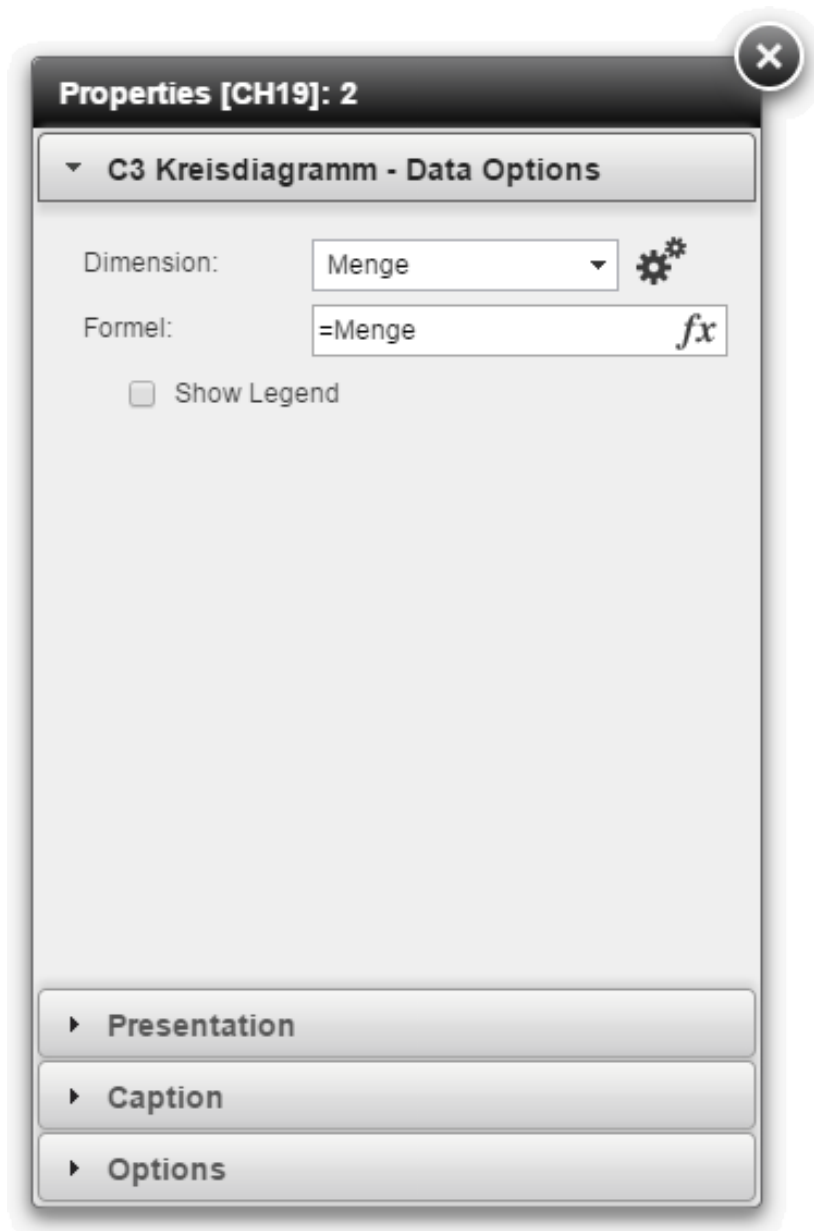 Properties [CH19]: 2
C3 Kreisdiagramm - Data Options
Dimension: Menge
Formel: =Menge fx
Show Legend
Presentation
Caption
Options